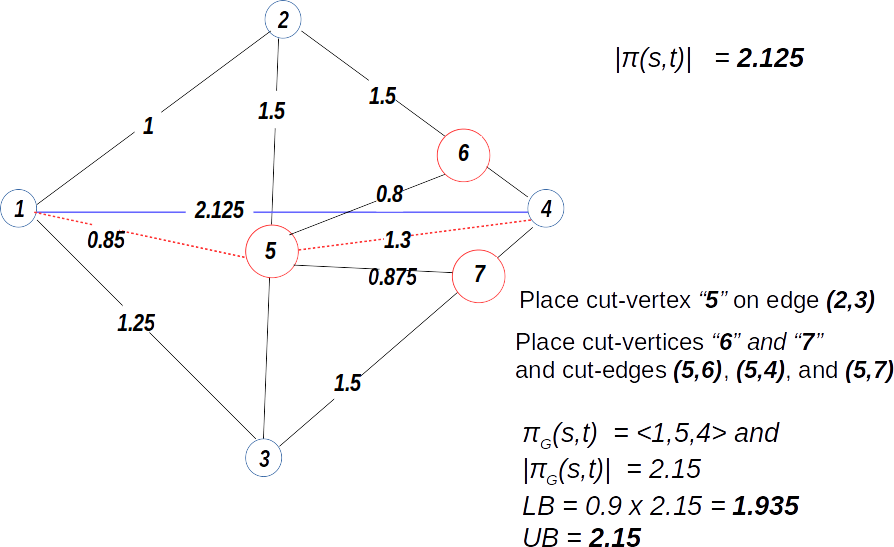 2
|π(s,t)| = 2.125
1.5
1.5
1
6
0.8
1
2.125
4
0.85
1.3
5
0.875
7
Place cut-vertex “5” on edge (2,3)
1.25
Place cut-vertices “6” and “7”
and cut-edges (5,6), (5,4), and (5,7)
1.5
πG(s,t) = <1,5,4> and
3
|πG(s,t)| = 2.15
LB = 0.9 x 2.15 = 1.935
UB = 2.15